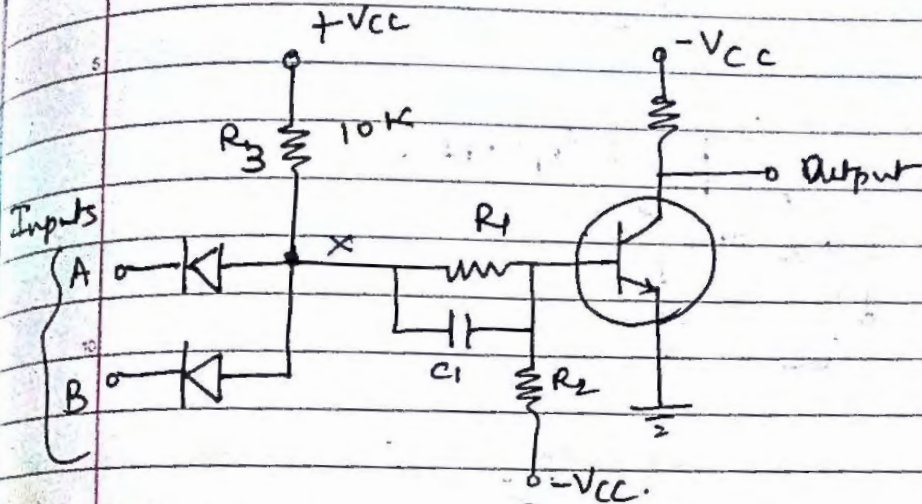 +VCC
-VCC
R3 10K
Output
Inputs
X
R1
A
C1
R2
B
-VCC.